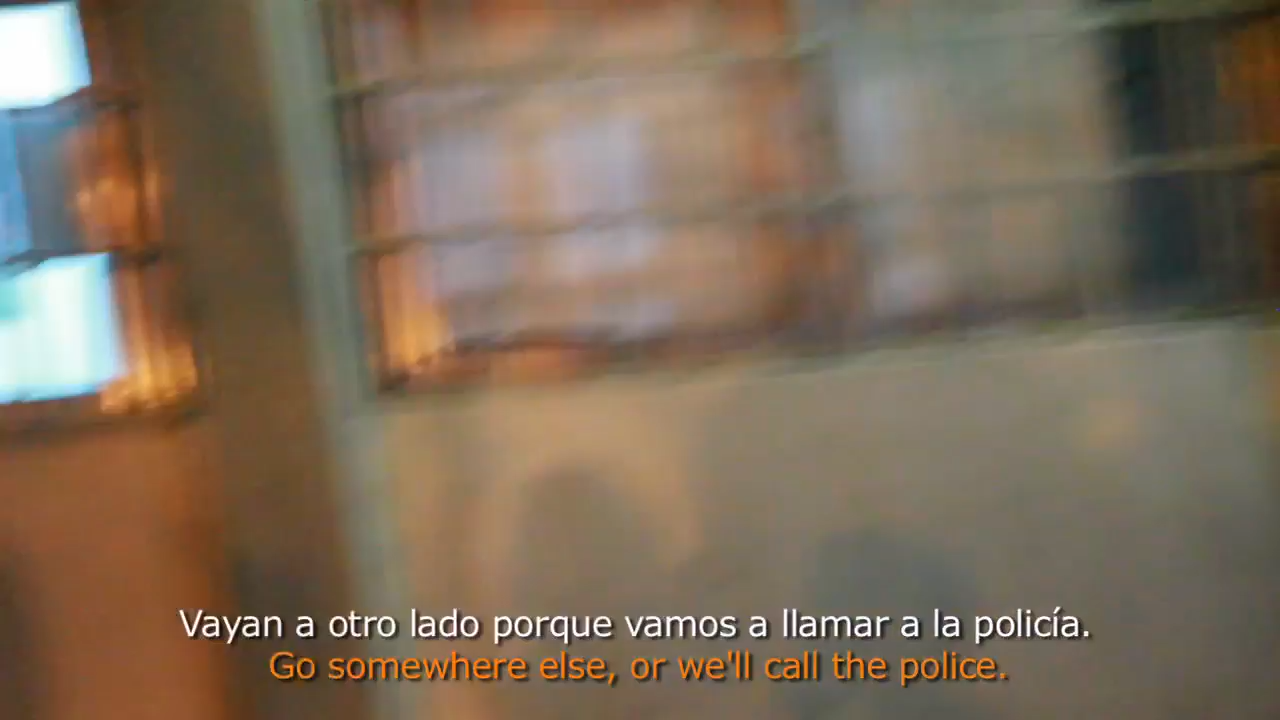 Vayan a otro lado porque vamos a llamar a la policía.
Go somewhere else, or we'll call the police.